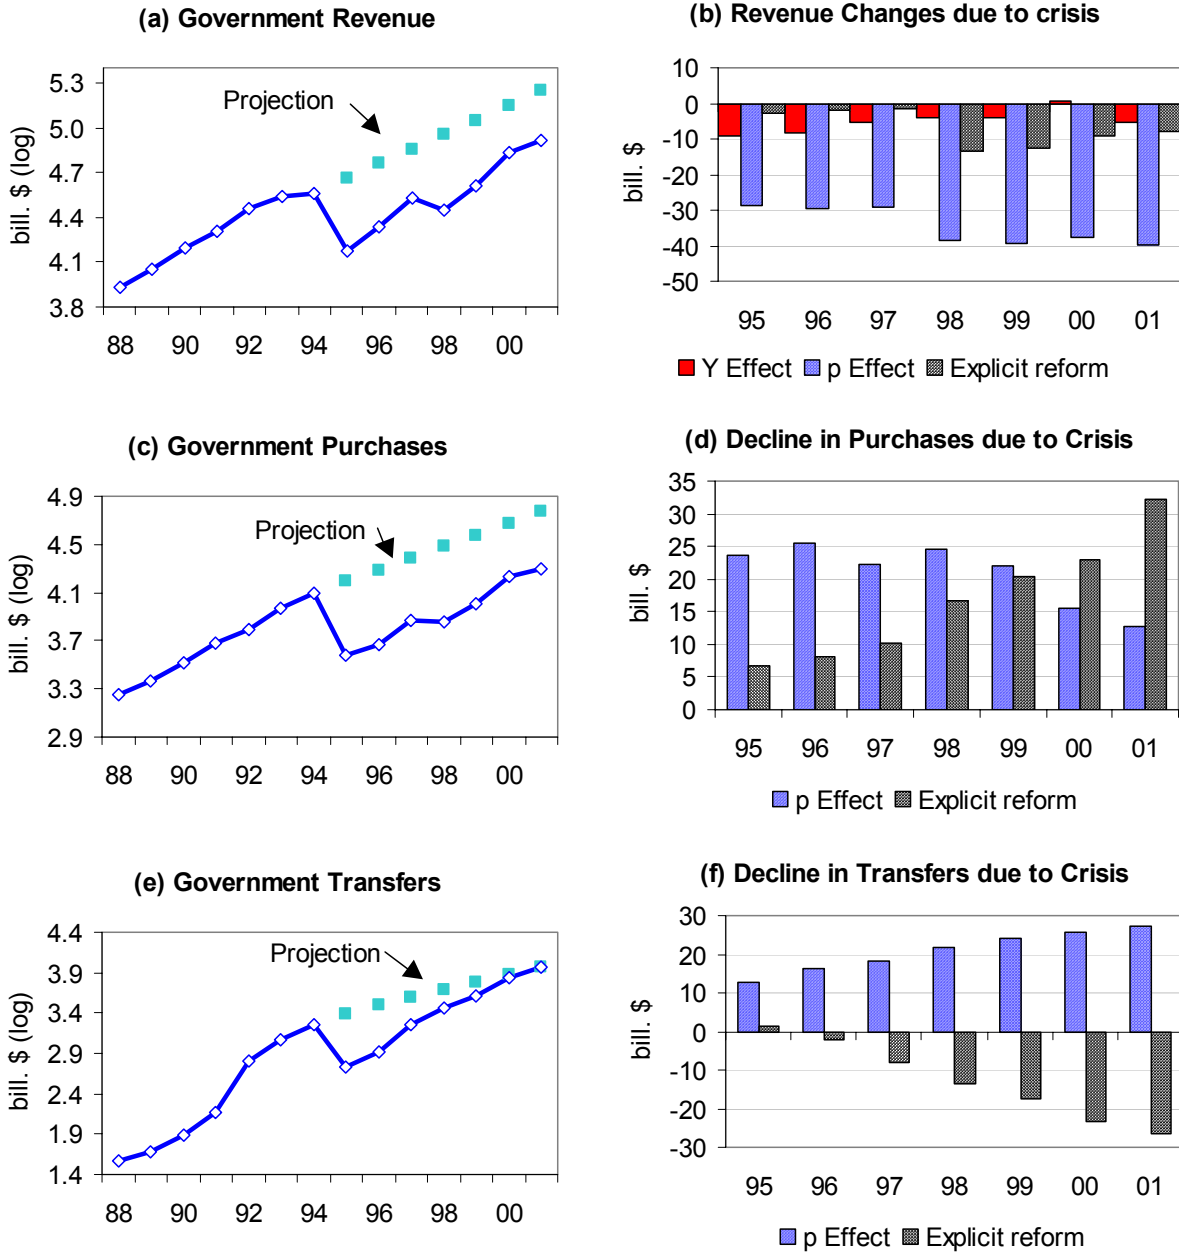 (a) Government Revenue
bill. $ (log)
5.3
5.0
4.7
4.4
4.1
3.8
Projection
88 90 92 94 96 98 00
(b) Revenue Changes due to crisis
bill. $
10
0
-10
-20
-30
-40
-50
95 96 97 98 99 00 01
Y Effect p Effect Explicit reform
(c) Government Purchases
bill. $ (log)
4.9
4.5
4.1
3.7
3.3
2.9
Projection
88 90 92 94 96 98 00
(d) Decline in Purchases due to Crisis
bill. $
35
30
25
20
15
10
5
0
95 96 97 98 99 00 01
p Effect Explicit reform
(e) Government Transfers
bill. $ (log)
4.4
3.9
3.4
2.9
2.4
1.9
1.4
Projection
88 90 92 94 96 98 00
(f) Decline in Transfers due to Crisis
bill. $
30
20
10
0
-10
-20
-30
95 96 97 98 99 00 01
p Effect Explicit reform